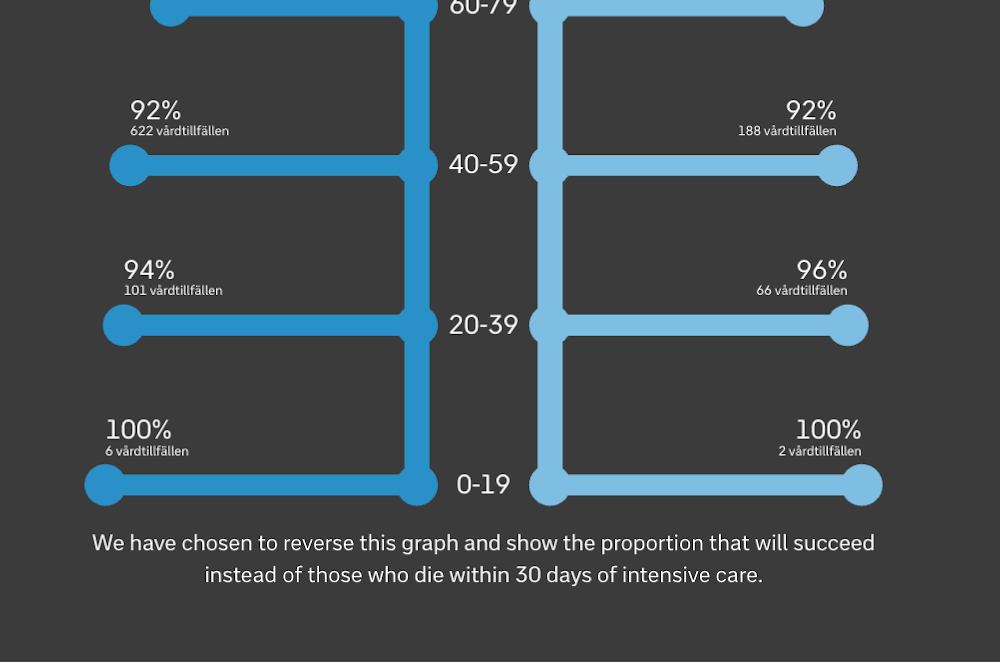 60-79
92%
622 vårdtillfällen
92%
188 vårdtillfällen
40-59
94%
101 vårdtillfällen
96%
66 vårdtillfällen
20-39
100%
6 vårdtillfällen
100%
2 vårdtillfällen
0-19
We have chosen to reverse this graph and show the proportion that will succeed
instead of those who die within 30 days of intensive care.